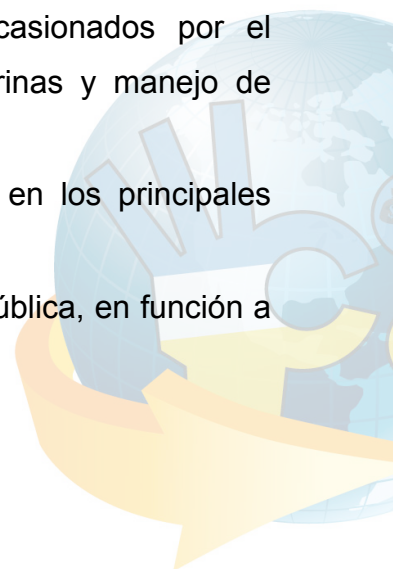 casionados por el
rinas y manejo de
en los principales
ública, en función a